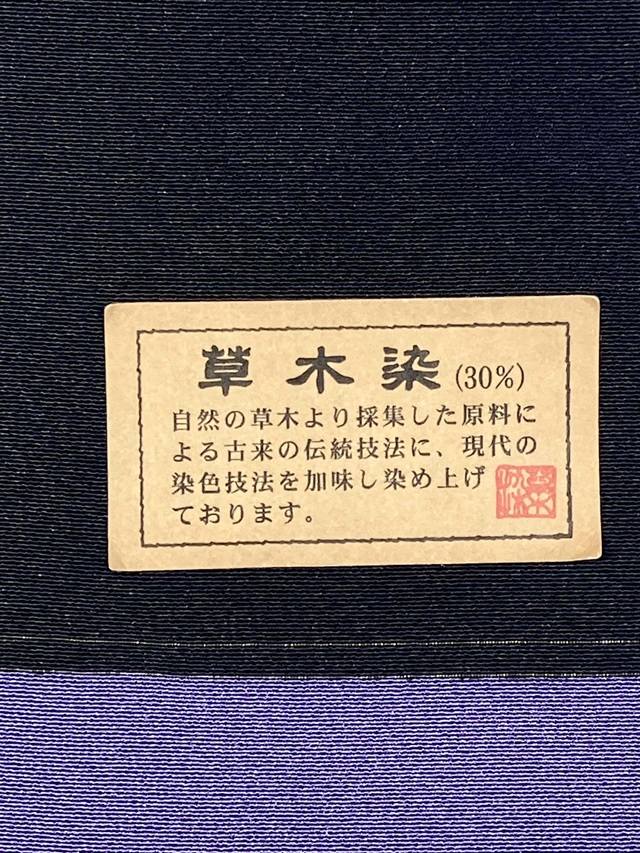 草木染(30%)
自然の草木より採集した原料に
よる古来の伝統技法に、現代の
染色技法を加味し染め上げ
ております。